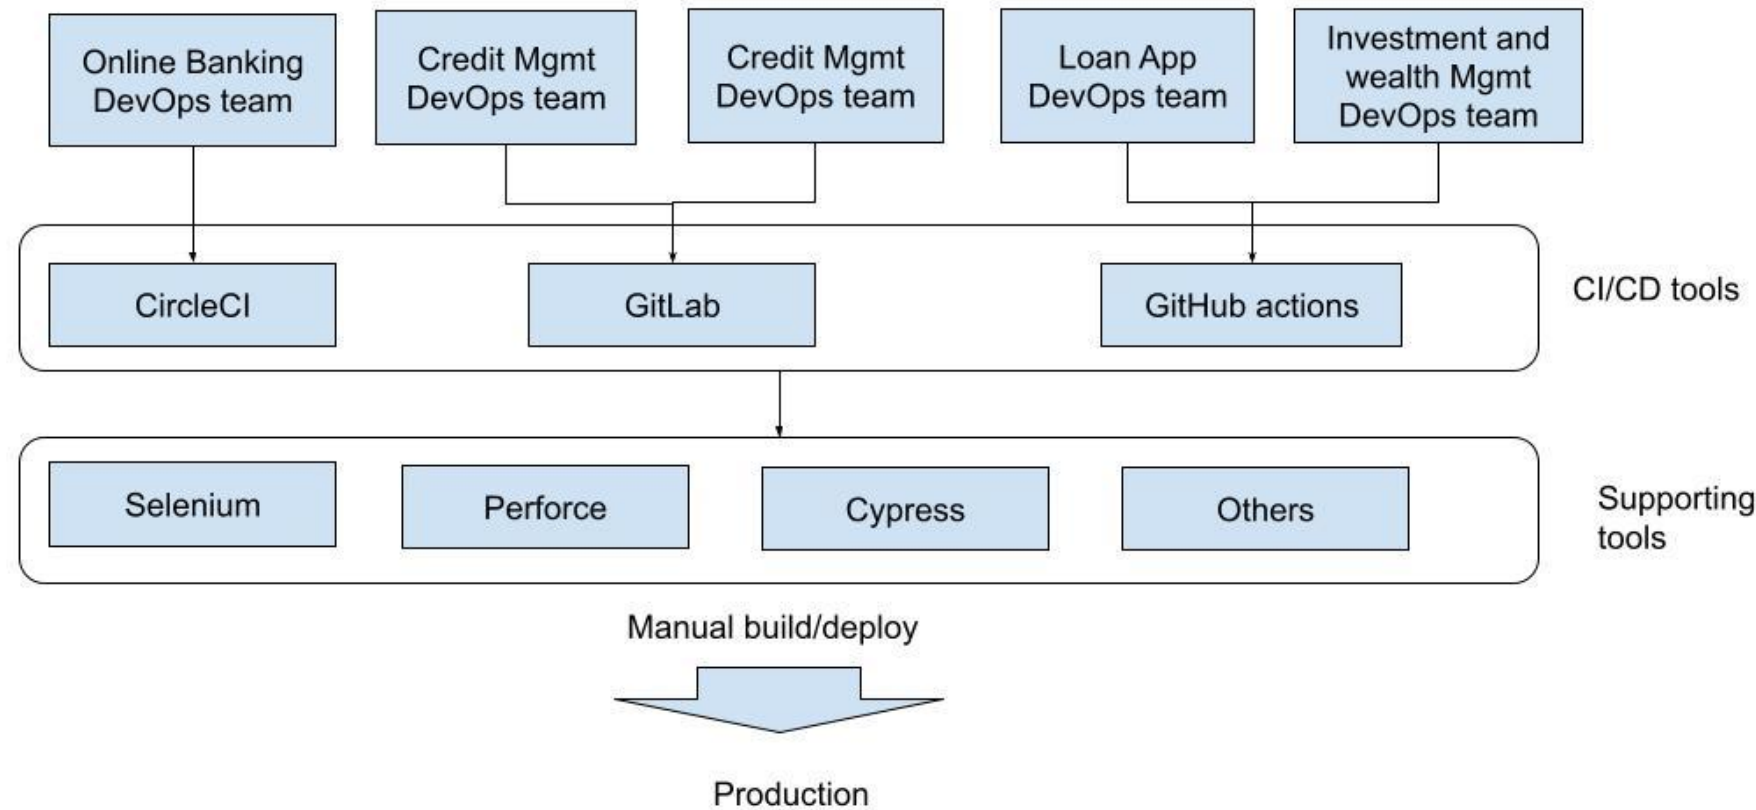 Online Banking
DevOps team
Credit Mgmt
DevOps team
Credit Mgmt
DevOps team
Loan App
DevOps team
Investment and
wealth Mgmt
DevOps team
CircleCI
GitLab
GitHub actions
CI/CD tools
Selenium
Perforce
Cypress
Others
Supporting
tools
Manual build/deploy
Production